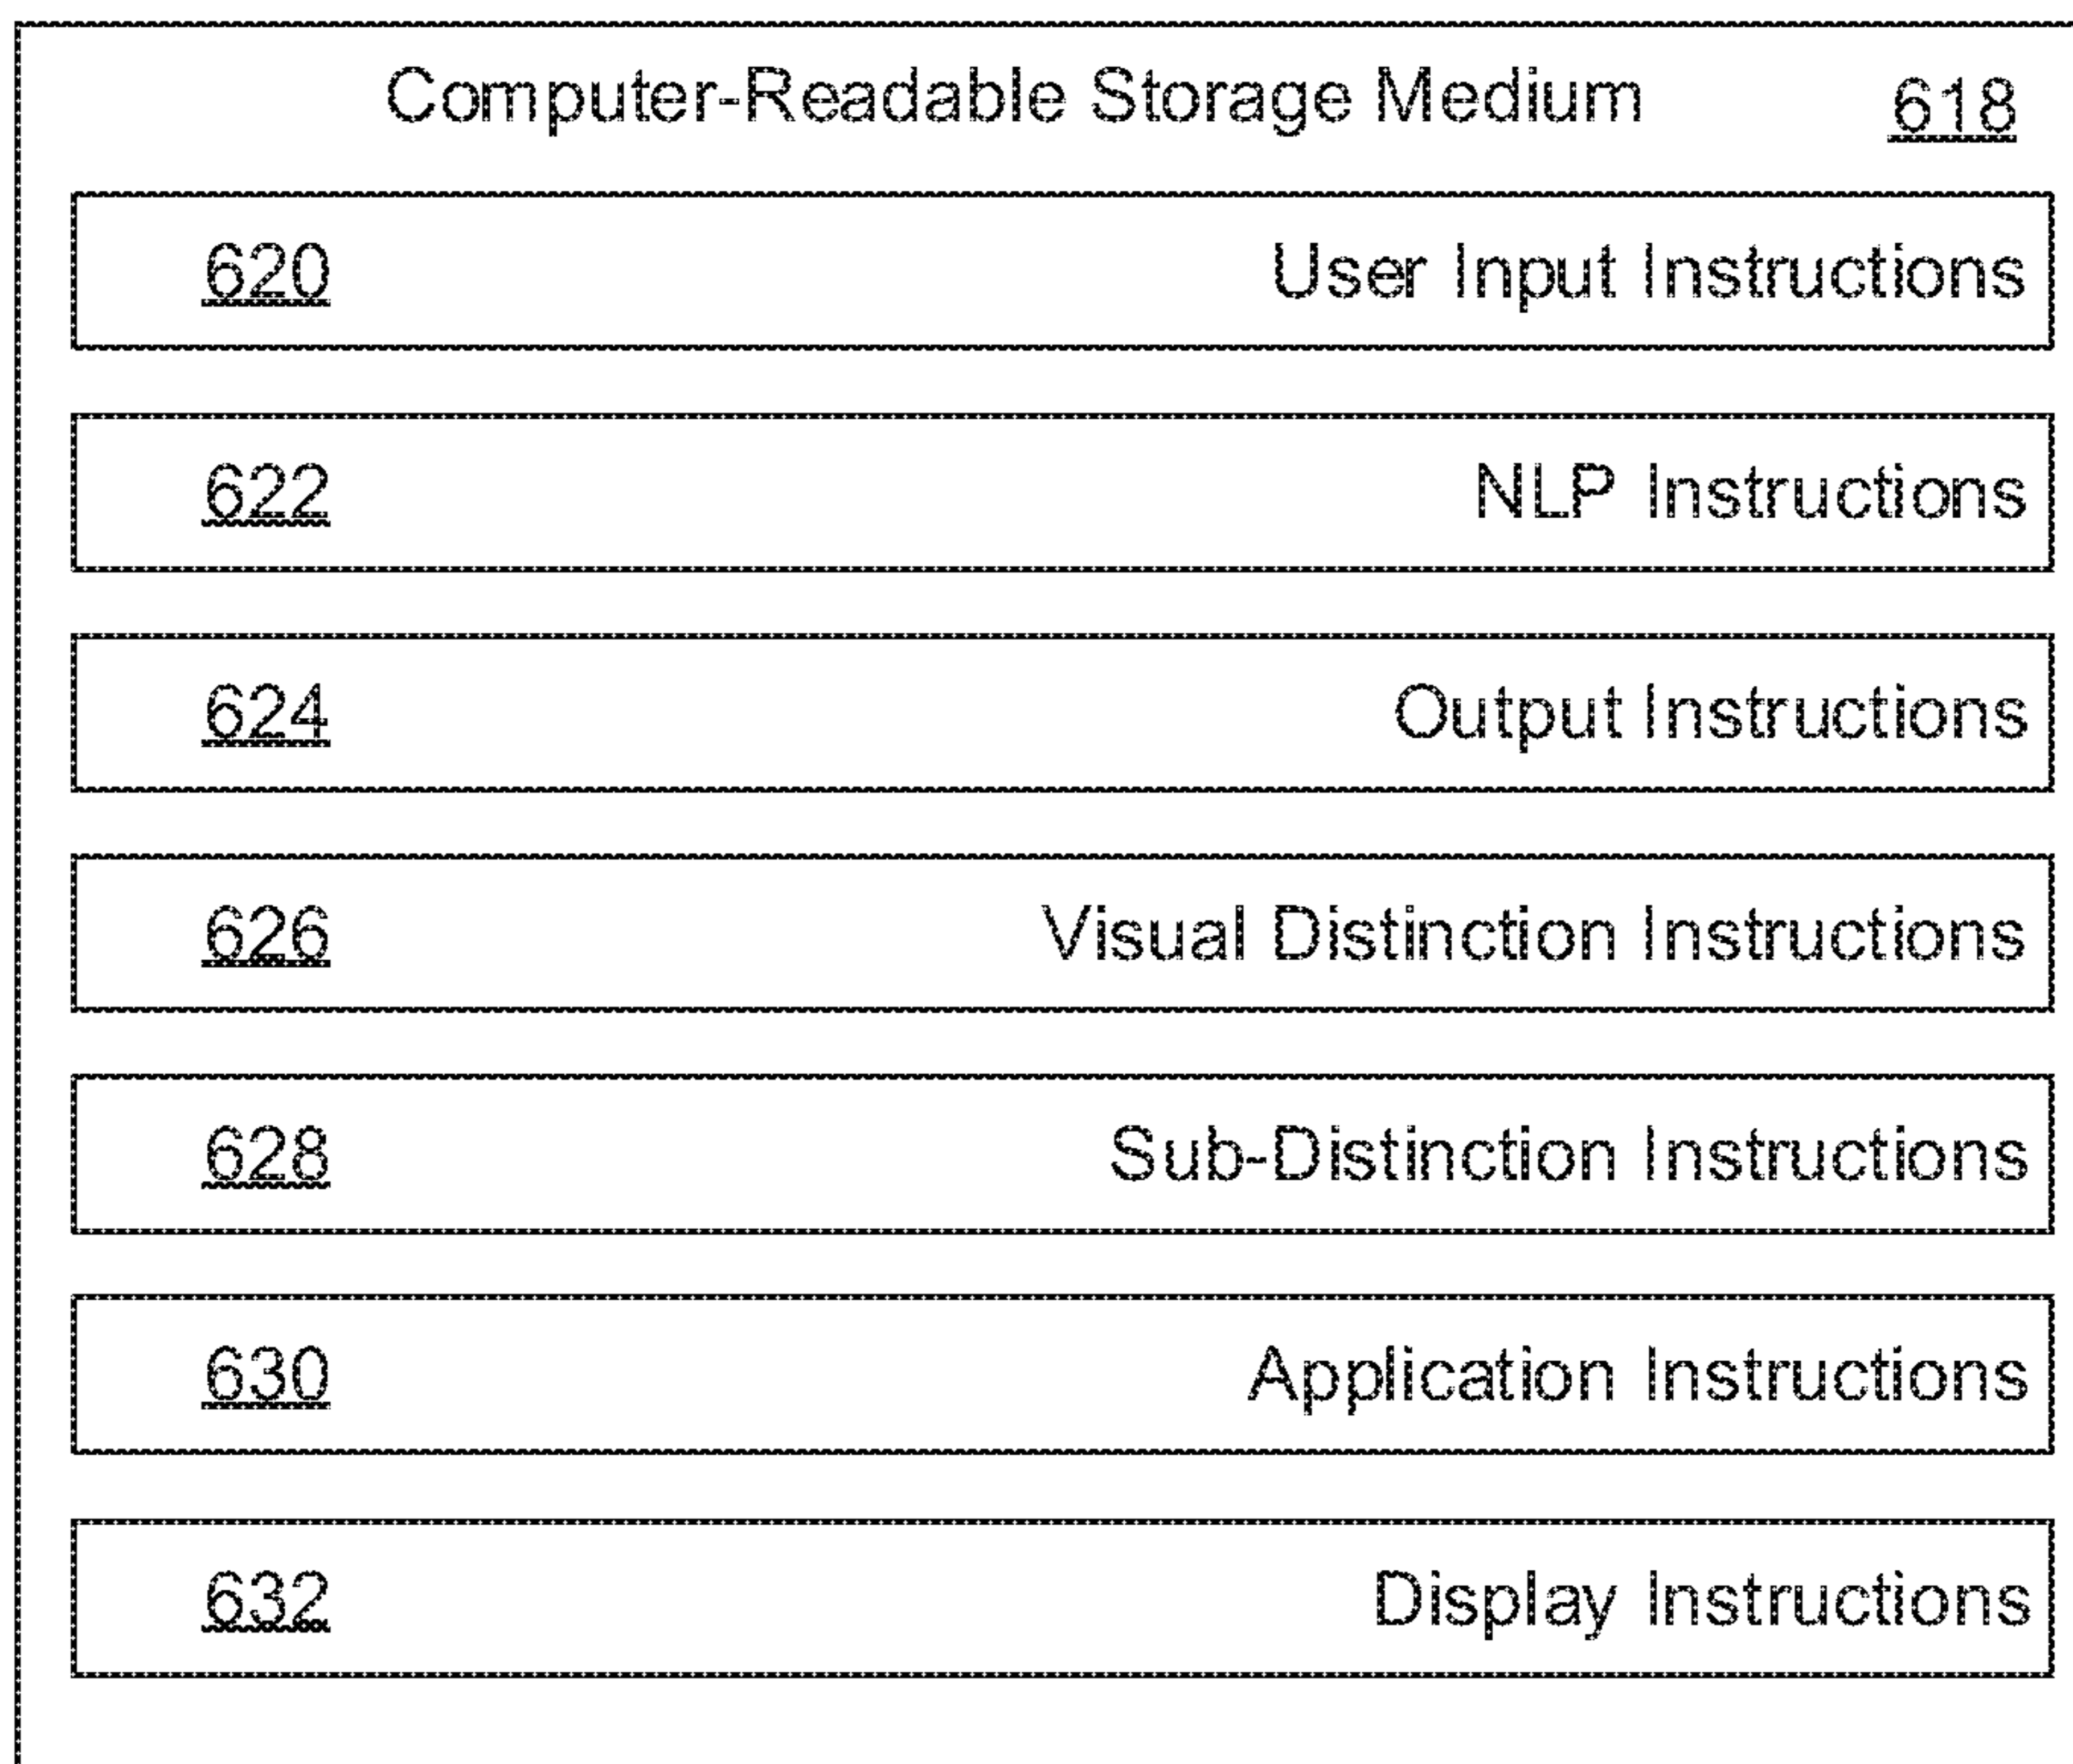 Computer-Readable Storage Medium 618
620 User Input Instructions
622 NLP Instructions
624 Output Instructions
626 Visual Distinction Instructions
628 Sub-Distinction Instructions
630 Application Instructions
632 Display Instructions